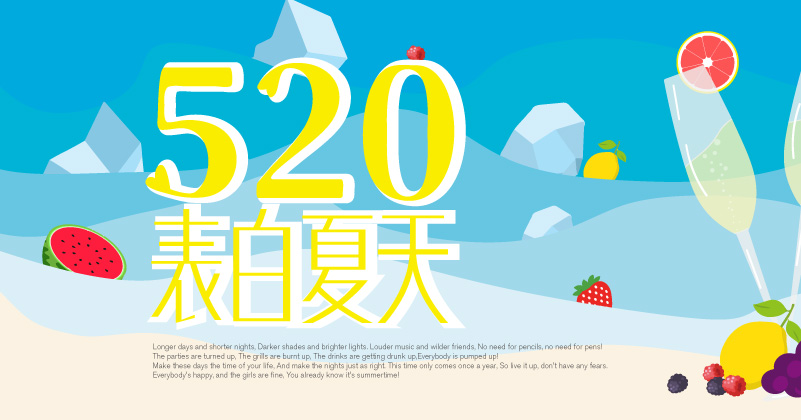 520
表白夏天
Longer days and shorter nights, Darker shades and brighter lights. Louder music and wilder friends, No need for pencils, no need for pens!
The parties are turned up, The grills are burnt up, The drinks are getting drunk up,Everybody is pumped up!
Make these days the time of your life, And make the nights just as right. This time only comes once a year, So live it up, don't have any fears.
Everybody's happy, and the girls are fine, You already know it's summertime!